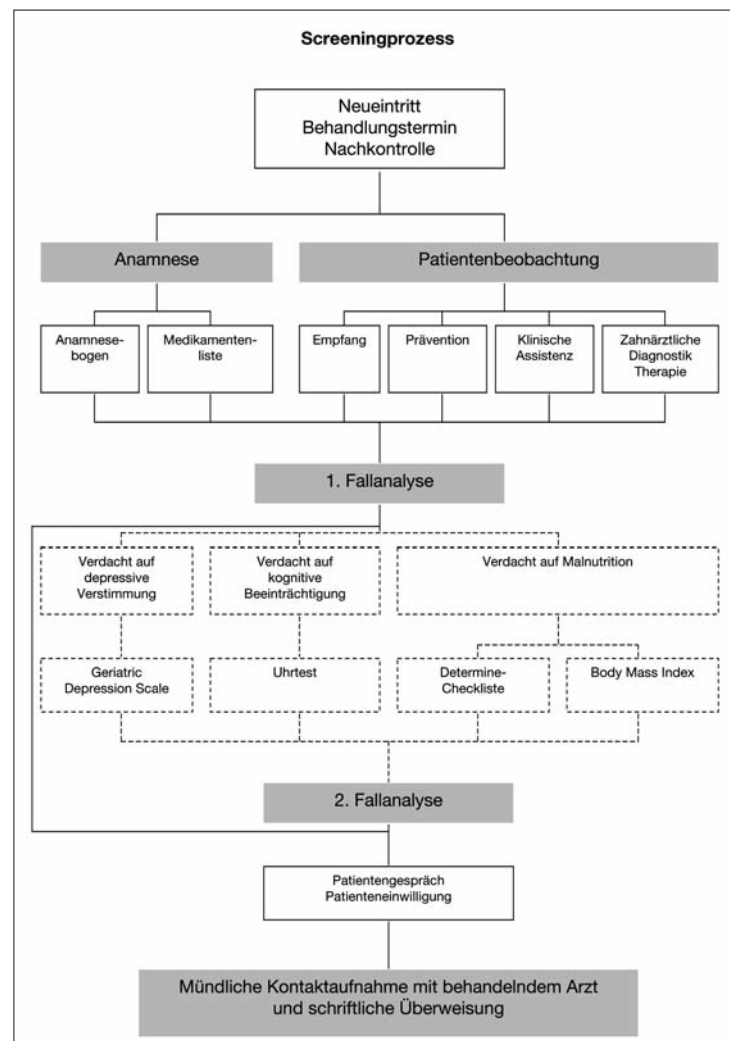 Screeningprozess
Neueintritt
Behandlungstermin
Nachkontrolle
Anamnese
Patientenbeobachtung
Anamnese-
bogen
Medikamenten-
liste
Empfang
Prävention
Klinische
Assistenz
Zahnärztliche
Diagnostik
Therapie
1. Fallanalyse
Verdacht auf
depressive
Verstimmung
Verdacht auf
kognitive
Beeinträchtigung
Verdacht auf Malnutrition
Geriatric
Depression Scale
Uhrtest
Determine-
Checkliste
Body Mass Index
2. Fallanalyse
Patientengespräch
Patienteneinwilligung
Mündliche Kontaktaufnahme mit behandelndem Arzt
und schriftliche Überweisung